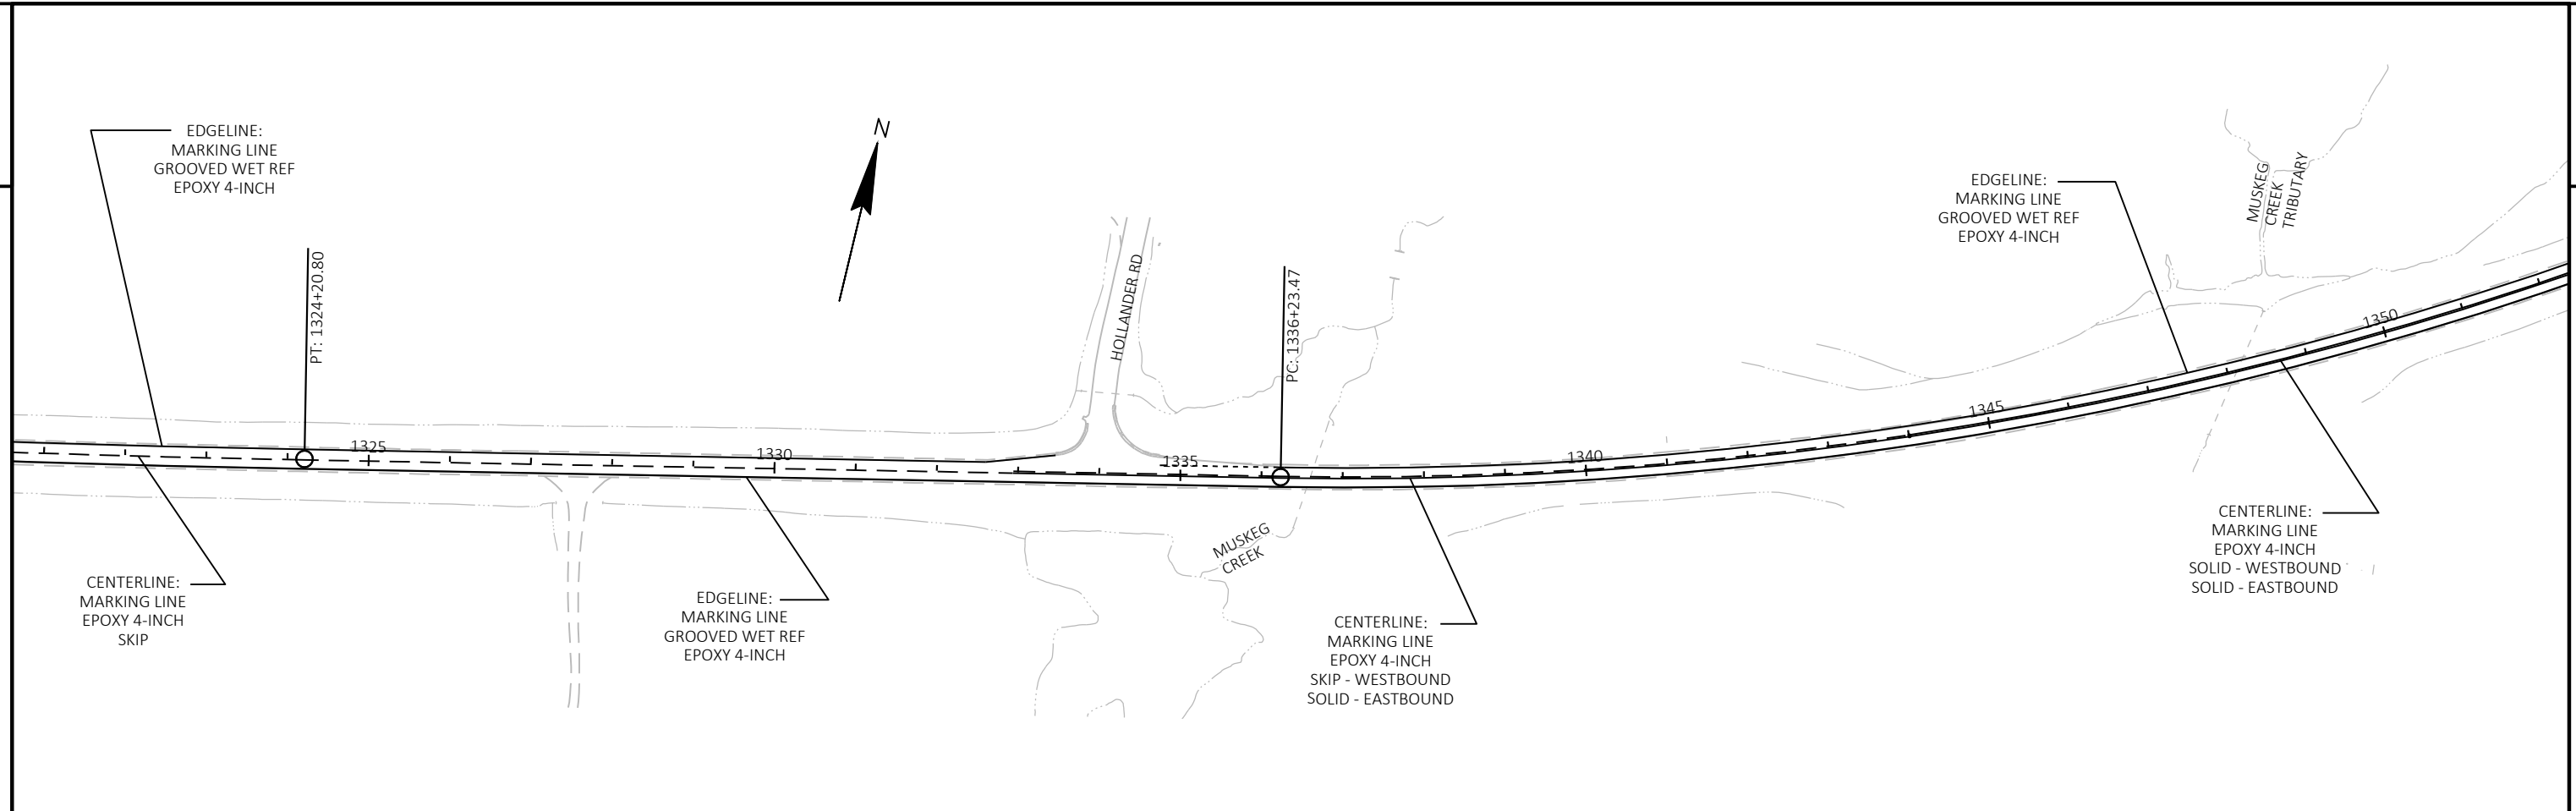 EDGELINE:
MARKING LINE
GROOVED WET REF
EPOXY 4-INCH
N
EDGELINE:
MARKING LINE
GROOVED WET REF
EPOXY 4-INCH
MUSKEG
CREEK
TRIBUTARY
PT: 1324+20.80
HOLLANDER RD
PC: 1336+23.47
1325
1330
1335
1340
1345
1350
MUSKEG
CREEK
CENTERLINE:
MARKING LINE
EPOXY 4-INCH
SKIP
EDGELINE:
MARKING LINE
GROOVED WET REF
EPOXY 4-INCH
CENTERLINE:
MARKING LINE
EPOXY 4-INCH
SKIP - WESTBOUND
SOLID - EASTBOUND
CENTERLINE:
MARKING LINE
EPOXY 4-INCH
SOLID - WESTBOUND
SOLID - EASTBOUND